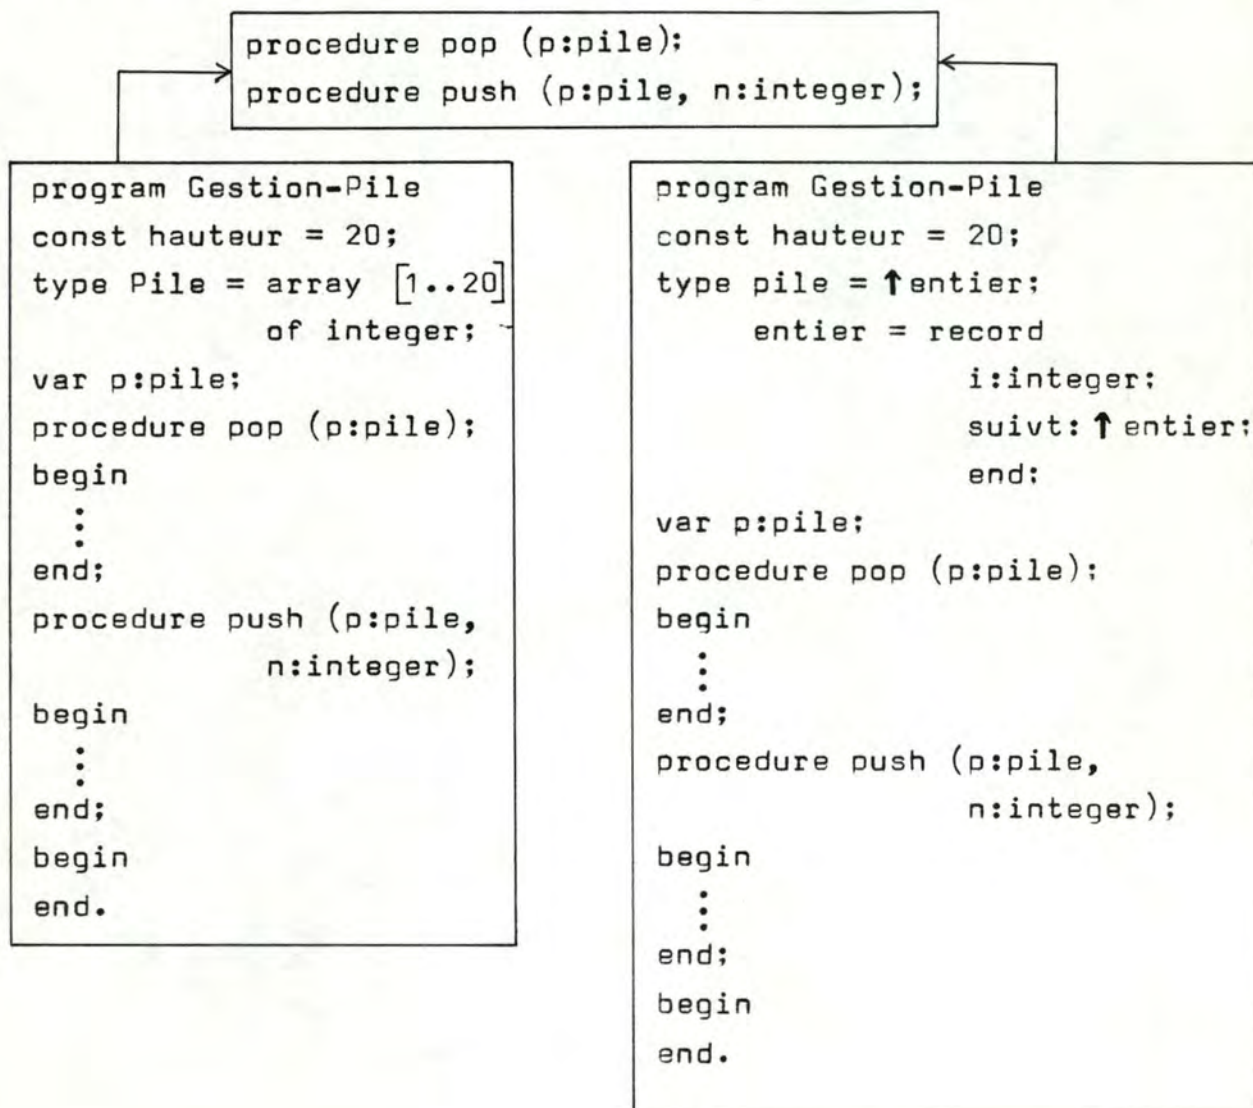 procedure pop (p:pile);
procedure push (p:pile, n:integer);
program Gestion-Pile
const hauteur = 20;
type Pile = array [1..20]
of integer;
var p:pile;
procedure pop (p:pile);
begin
⋮
end;
procedure push (p:pile,
n:integer);
begin
⋮
end;
begin
end.
program Gestion-Pile
const hauteur = 20;
type pile = ↑entier;
entier = record
i:integer;
suivt: ↑ entier;
end;
var p:pile;
procedure pop (p:pile);
begin
⋮
end;
procedure push (p:pile,
n:integer);
begin
⋮
end;
begin
end.